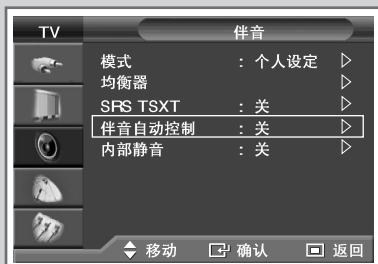 TV 伴音
模式 : 个人设定
均衡器
SRS TSXT : 关
伴音自动控制 : 关
内部静音 : 关
移动 确认 返回